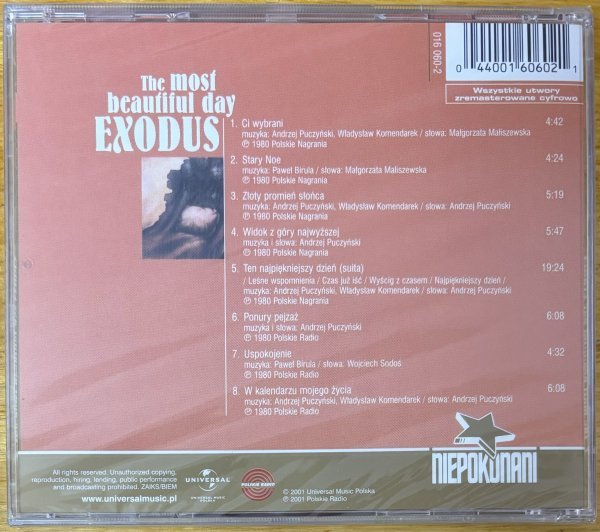 016 060-2
0 44001 60602 1
Wszystkie utwory
zremasterowane cyfrowo
The most
beautiful day
EXODUS
1. Ci wybrani 4:42
muzyka: Andrzej Puczyński, Władysław Komendarek / słowa: Małgorzata Maliszewska
℗ 1980 Polskie Nagrania
2. Stary Noe 4:24
muzyka: Paweł Birula / słowa: Małgorzata Maliszewska
℗ 1980 Polskie Nagrania
3. Złoty promień słońca 5:19
muzyka: Andrzej Puczyński, Władysław Komendarek / słowa: Andrzej Puczyński
℗ 1980 Polskie Nagrania
4. Widok z góry najwyższej 5:47
muzyka i słowa: Andrzej Puczyński
℗ 1980 Polskie Nagrania
5. Ten najpiękniejszy dzień (suita) 19:24
/ Leśne wspomnienia / Czas już iść / Wyścig z czasem / Najpiękniejszy dzień /
muzyka: Andrzej Puczyński, Władysław Komendarek / słowa: Andrzej Puczyński
℗ 1980 Polskie Nagrania
6. Ponury pejzaż 6:08
muzyka i słowa: Andrzej Puczyński
℗ 1980 Polskie Radio
7. Uspokojenie 4:32
muzyka: Paweł Birula / słowa: Wojciech Sodoś
℗ 1980 Polskie Radio
8. W kalendarzu mojego życia 6:08
muzyka: Andrzej Puczyński, Władysław Komendarek / słowa: Andrzej Puczyński
℗ 1980 Polskie Radio
All rights reserved. Unauthorized copying,
reproduction, hiring, lending, public performance
and broadcasting prohibited. ZAIKS/BIEM
www.universalmusic.pl
UNIVERSAL
UNIVERSAL MUSIC
POLSKA
POLSKIE RADIO
℗ 2001 Universal Music Polska
© 2001 Polskie Radio
NIEPOKONANI